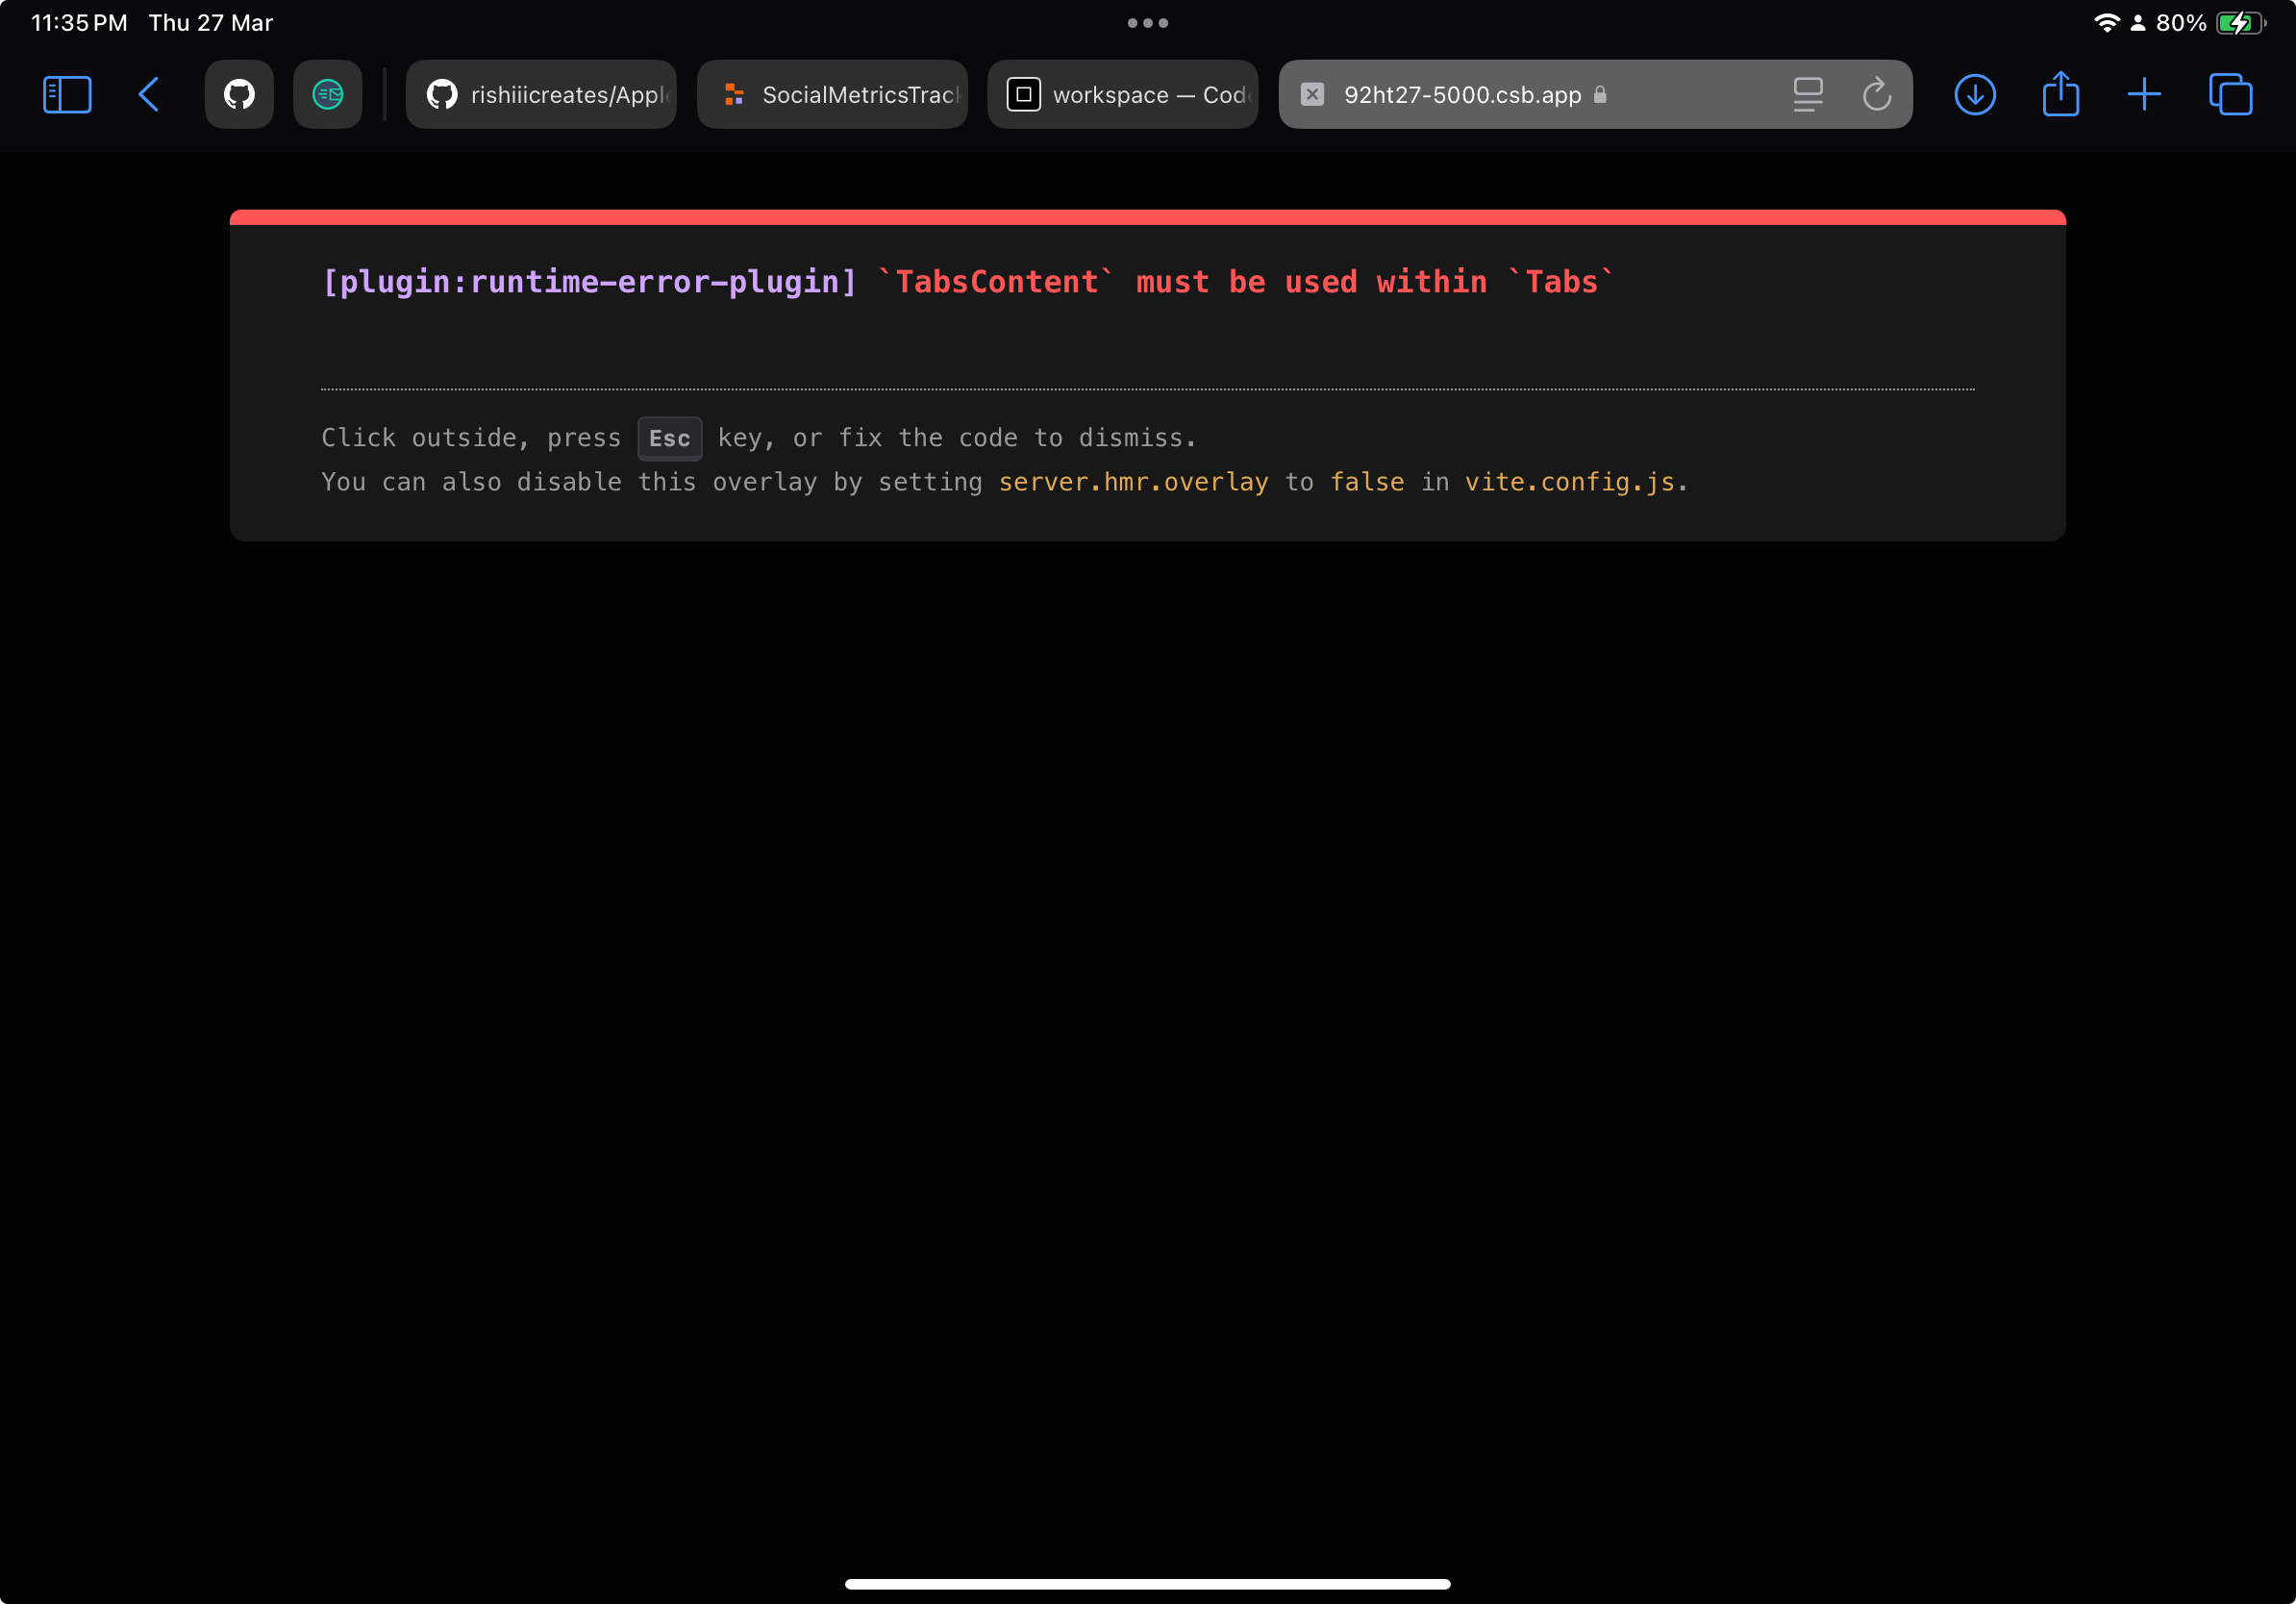 11:35 PM Thu 27 Mar
80%
rishiiicreates/Appl
SocialMetricsTrac
workspace — Cod
92ht27-5000.csb.app
[plugin:runtime-error-plugin] `TabsContent` must be used within `Tabs`
Click outside, press Esc key, or fix the code to dismiss.
You can also disable this overlay by setting server.hmr.overlay to false in vite.config.js.